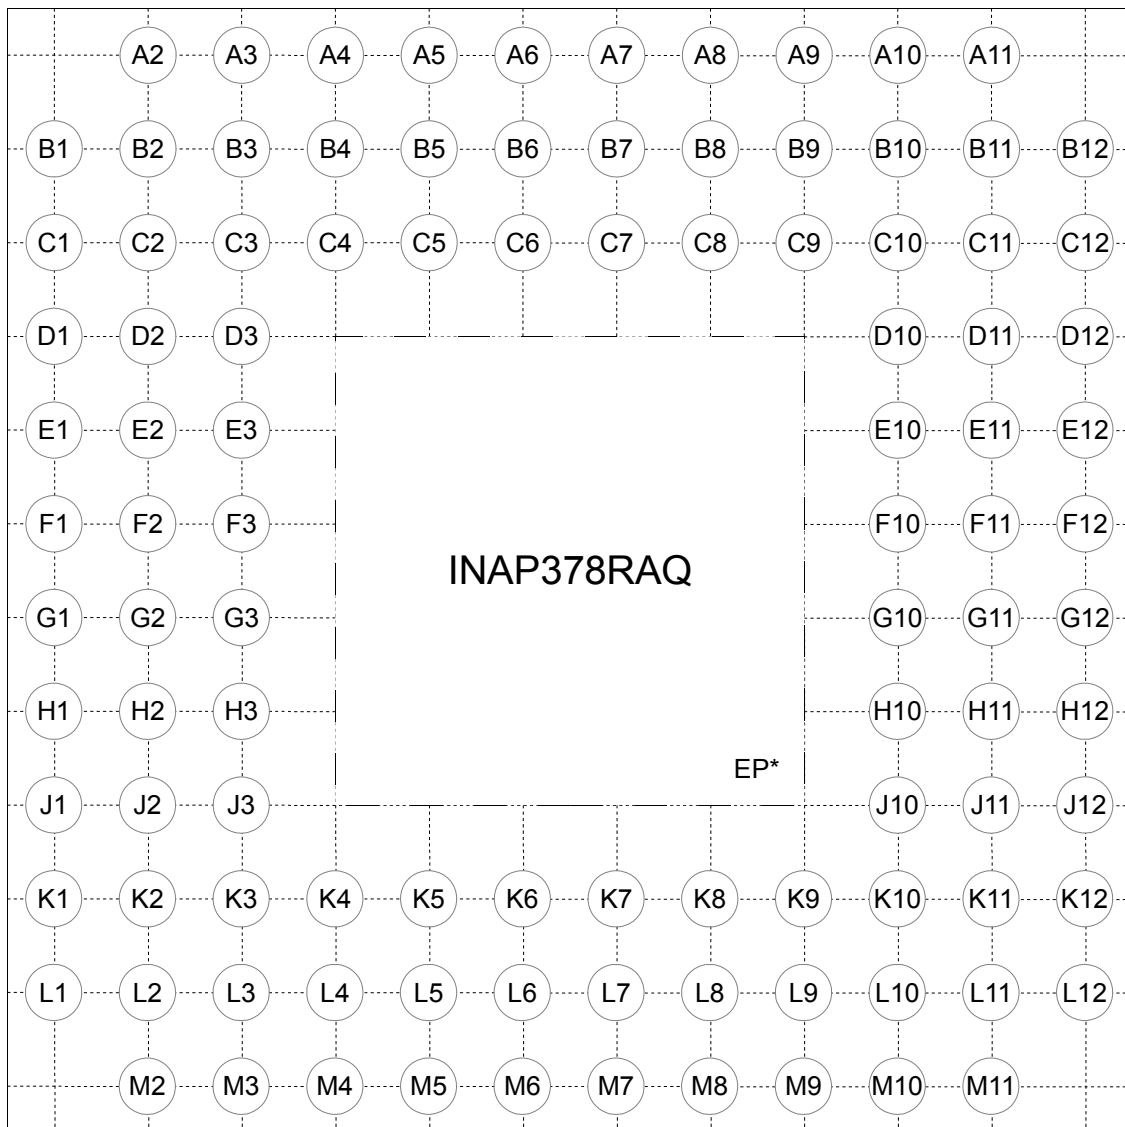 A2 A3 A4 A5 A6 A7 A8 A9 A10 A11
B1 B2 B3 B4 B5 B6 B7 B8 B9 B10 B11 B12
C1 C2 C3 C4 C5 C6 C7 C8 C9 C10 C11 C12
D1 D2 D3 D10 D11 D12
E1 E2 E3 E10 E11 E12
F1 F2 F3 F10 F11 F12
INAP378RAQ
G1 G2 G3 G10 G11 G12
H1 H2 H3 H10 H11 H12
EP*
J1 J2 J3 J10 J11 J12
K1 K2 K3 K4 K5 K6 K7 K8 K9 K10 K11 K12
L1 L2 L3 L4 L5 L6 L7 L8 L9 L10 L11 L12
M2 M3 M4 M5 M6 M7 M8 M9 M10 M11